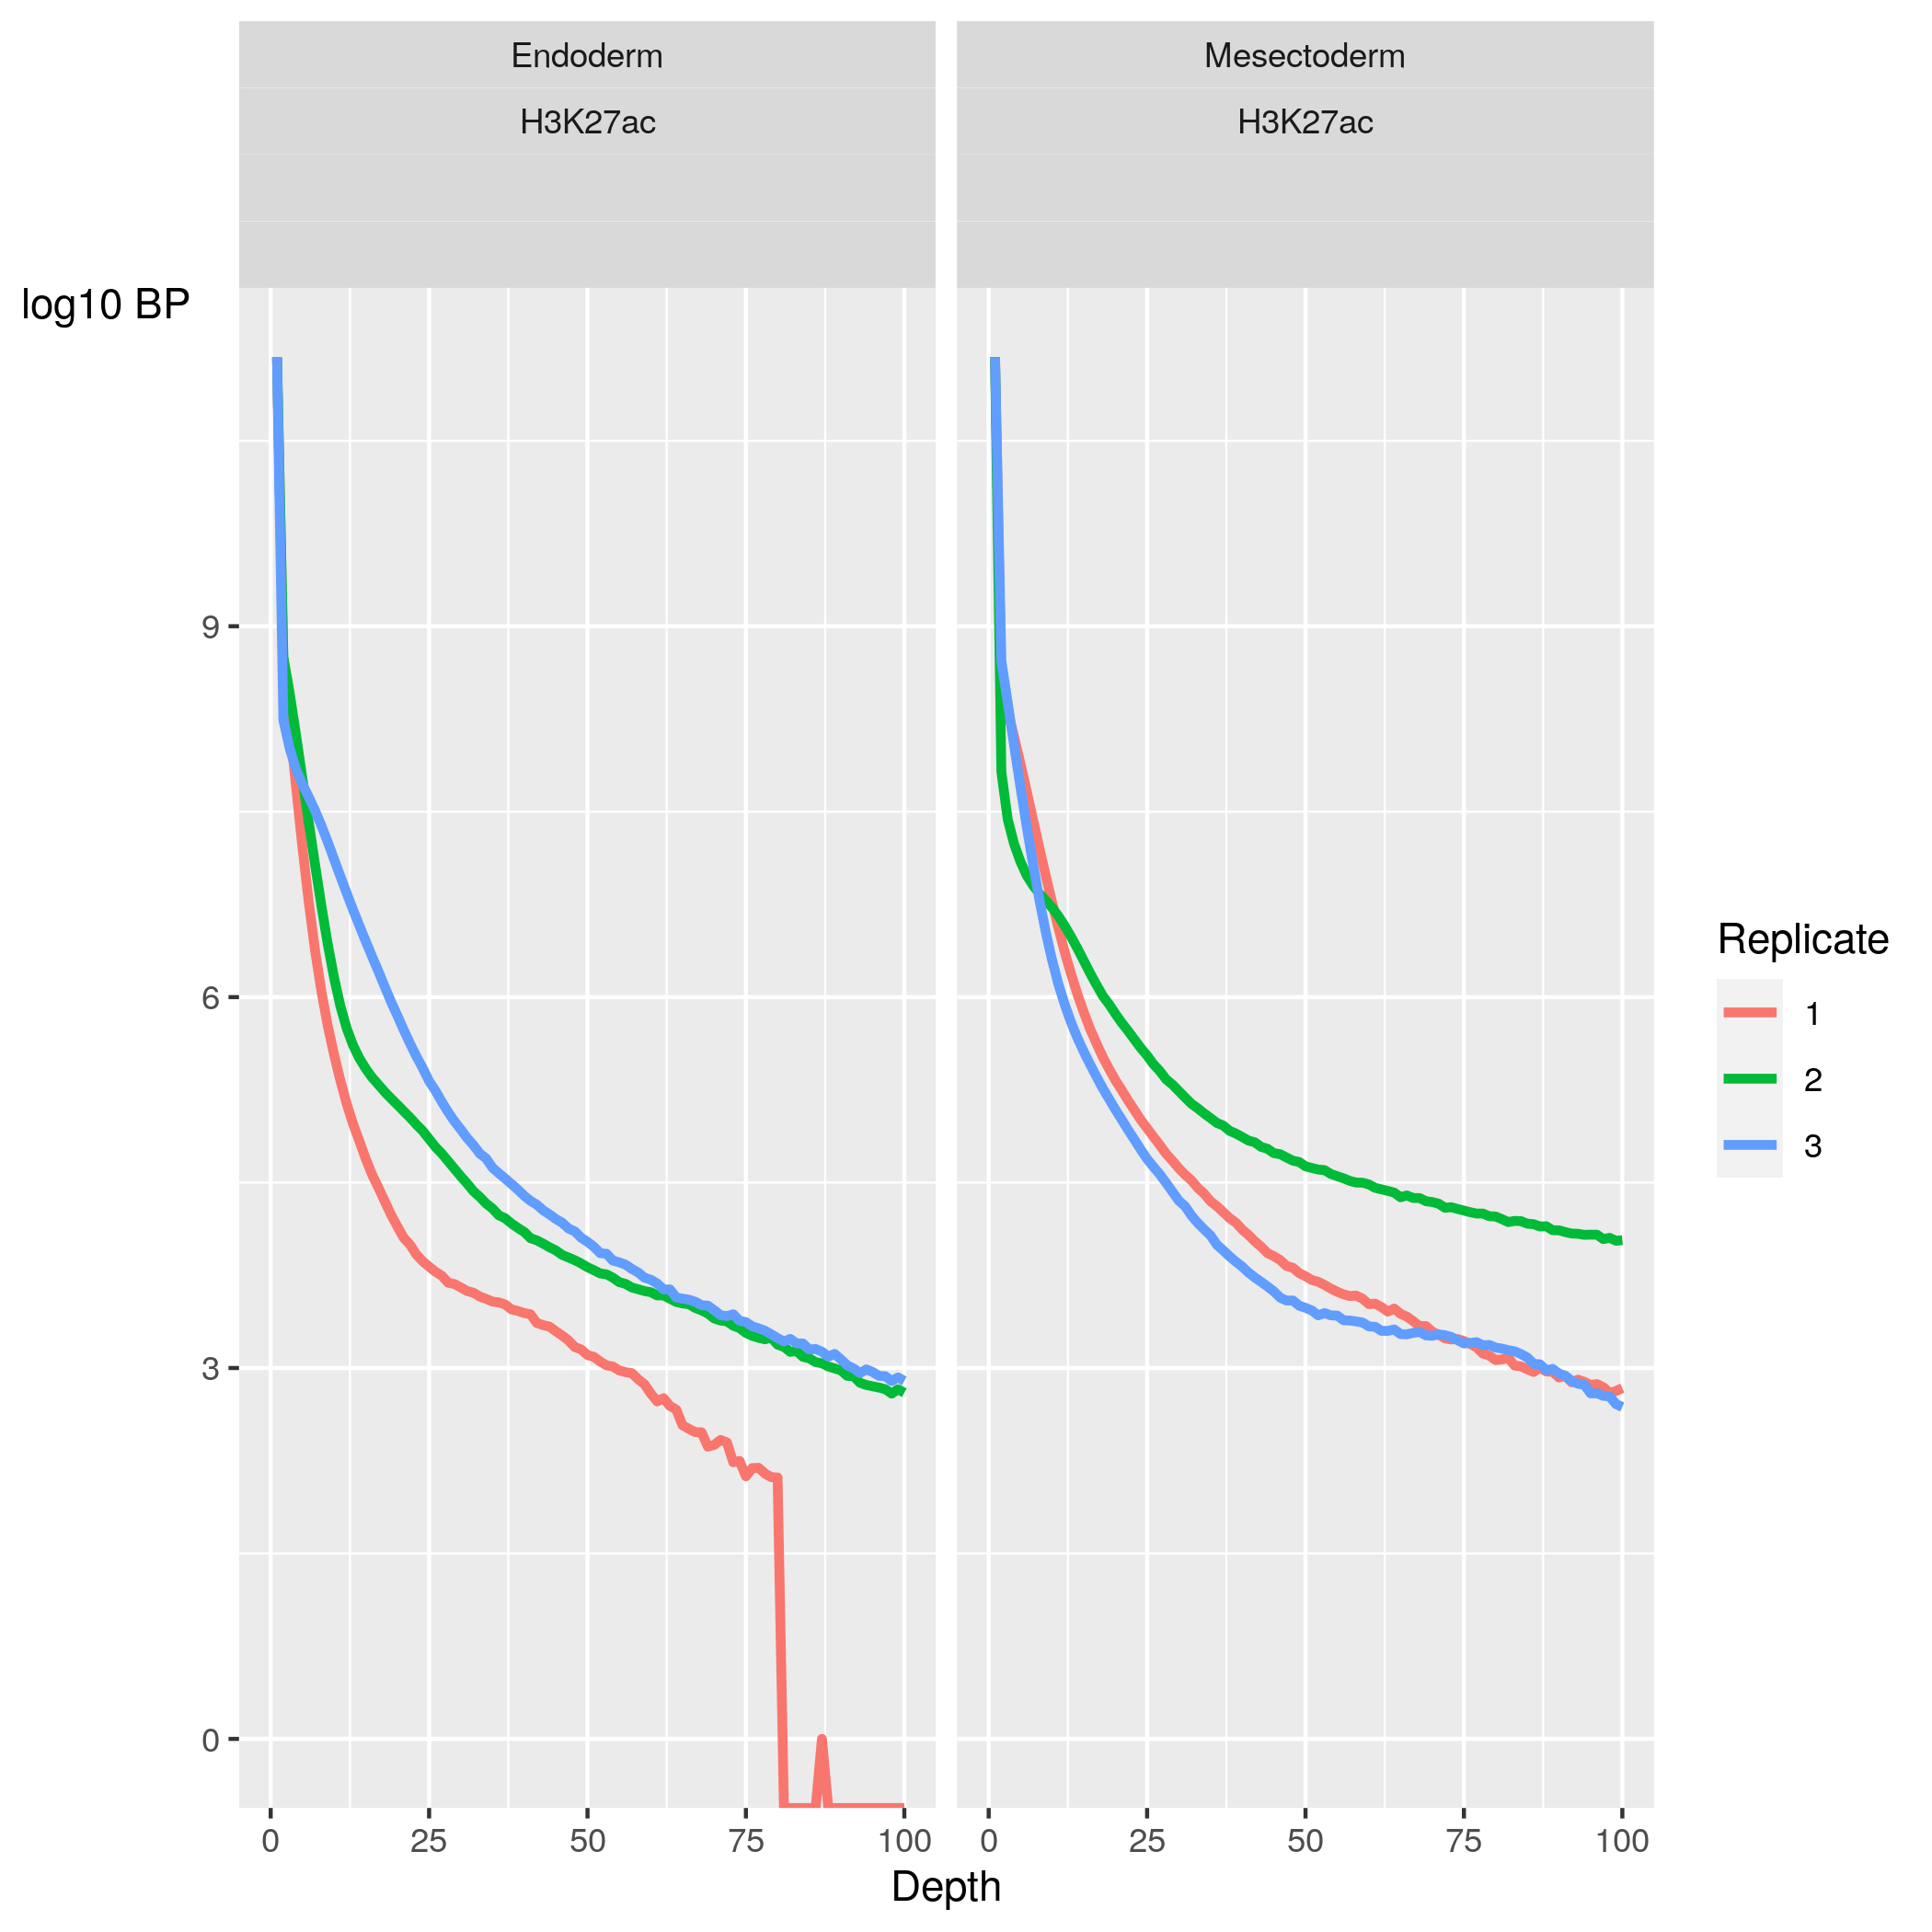 Endoderm
Mesectoderm
H3K27ac
H3K27ac
log10 BP
9
6
3
0
0 25 50 75 100
0 25 50 75 100
Depth
Replicate
1
2
3